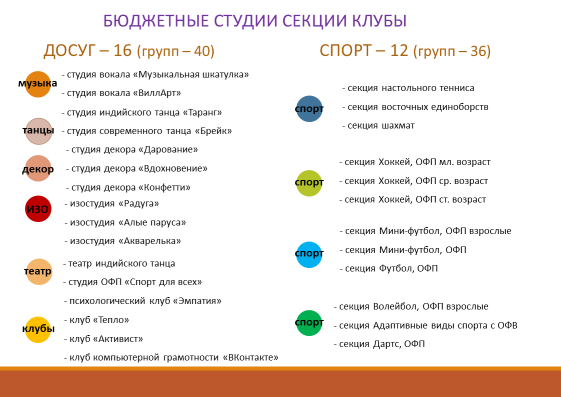 БЮДЖЕТНЫЕ СТУДИИ СЕКЦИИ КЛУБЫ
ДОСУГ – 16 (групп – 40)
музыка
- студия вокала «Музыкальная шкатулка»
- студия вокала «ВиллАрт»
танцы
- студия индийского танца «Таранг»
- студия современного танца «Брейк»
декор
- студия декора «Дарование»
- студия декора «Вдохновение»
- студия декора «Конфетти»
ИЗО
- изостудия «Радуга»
- изостудия «Алые паруса»
- изостудия «Акварелька»
театр
- театр индийского танца
- студия ОФП «Спорт для всех»
- психологический клуб «Эмпатия»
клубы
- клуб «Тепло»
- клуб «Активист»
- клуб компьютерной грамотности «ВКонтакте»
СПОРТ – 12 (групп – 36)
спорт
- секция настольного тенниса
- секция восточных единоборств
- секция шахмат
спорт
- секция Хоккей, ОФП мл. возраст
- секция Хоккей, ОФП ср. возраст
- секция Хоккей, ОФП ст. возраст
спорт
- секция Мини-футбол, ОФП взрослые
- секция Мини-футбол, ОФП
- секция Футбол, ОФП
спорт
- секция Волейбол, ОФП взрослые
- секция Адаптивные виды спорта с ОФВ
- секция Дартс, ОФП